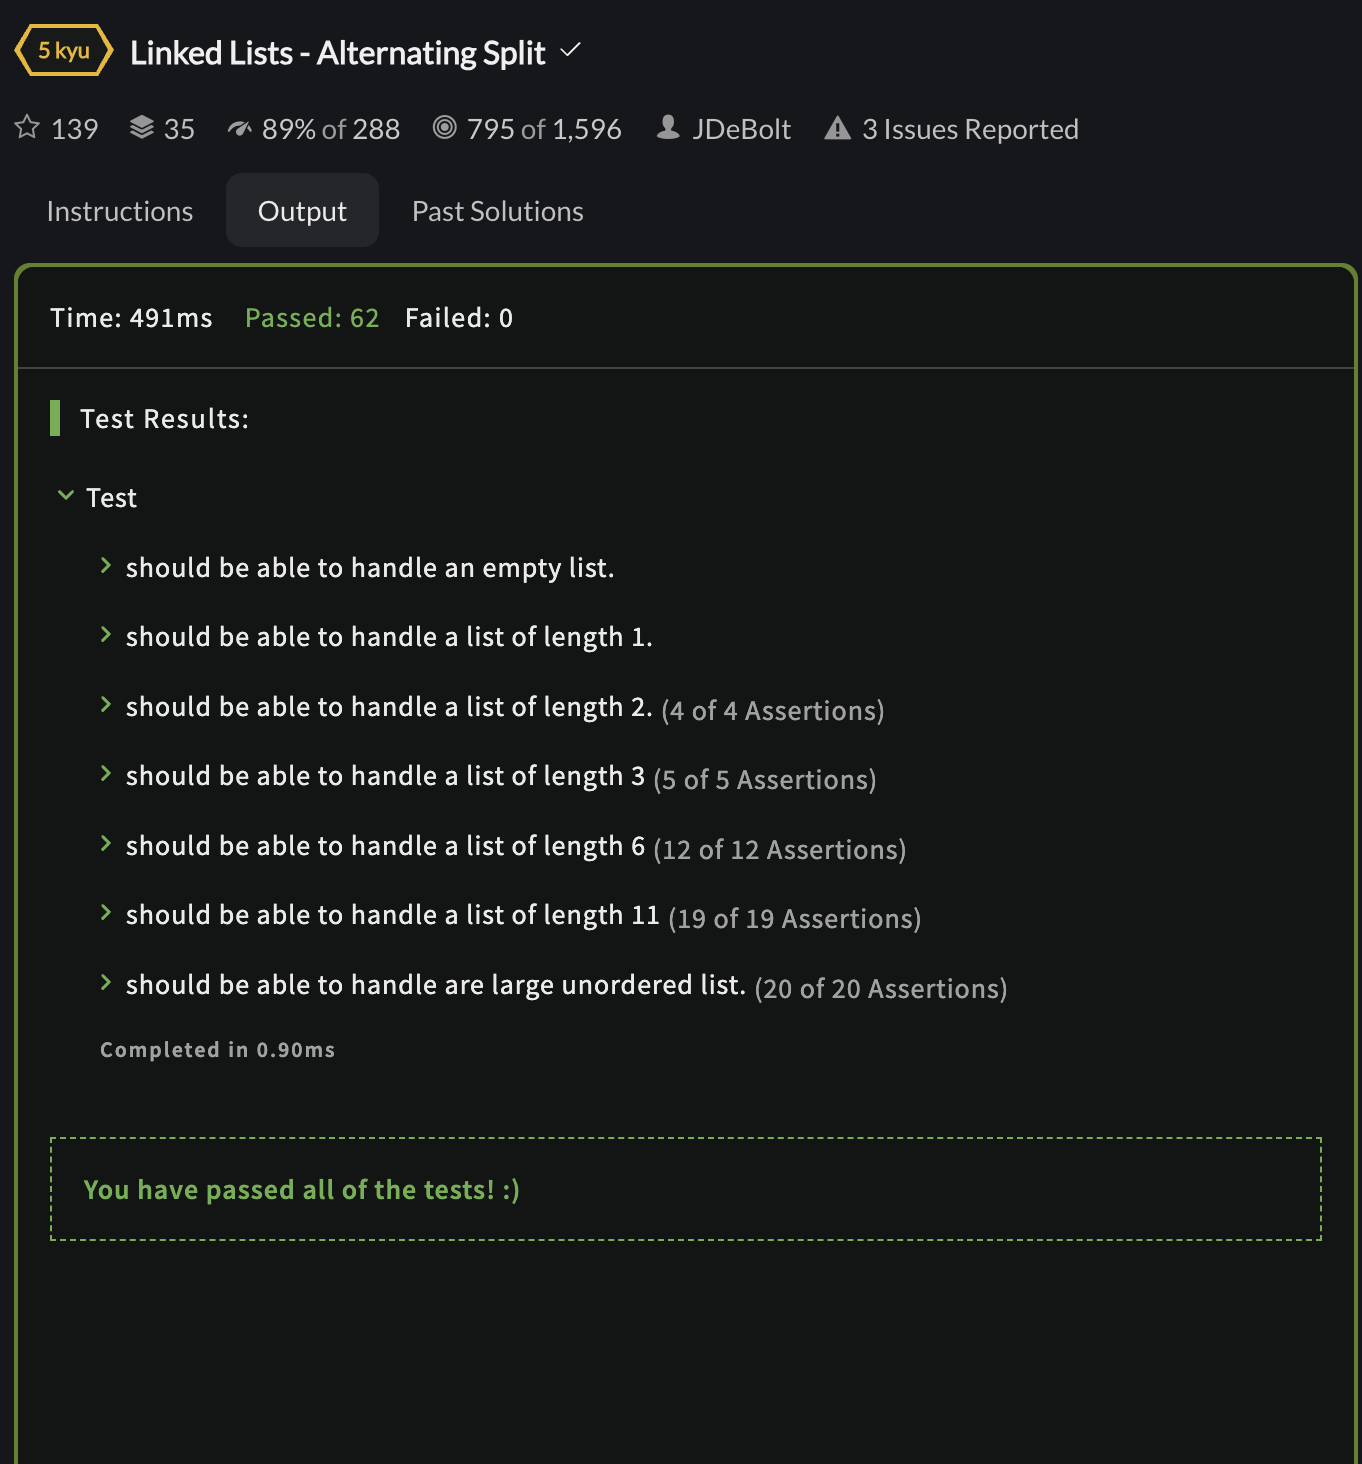 5 kyu Linked Lists - Alternating Split
139 35 89% of 288 795 of 1,596 JDeBolt 3 Issues Reported
Instructions Output Past Solutions
Time: 491ms Passed: 62 Failed: 0
Test Results:
Test
should be able to handle an empty list.
should be able to handle a list of length 1.
should be able to handle a list of length 2. (4 of 4 Assertions)
should be able to handle a list of length 3 (5 of 5 Assertions)
should be able to handle a list of length 6 (12 of 12 Assertions)
should be able to handle a list of length 11 (19 of 19 Assertions)
should be able to handle are large unordered list. (20 of 20 Assertions)
Completed in 0.90ms
You have passed all of the tests! :)